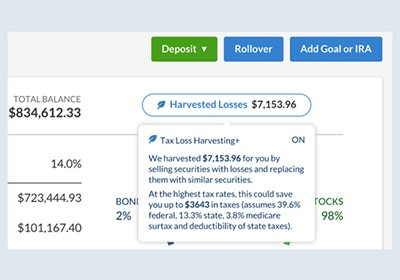 Deposit ▼ Rollover Add Goal or IRA
TOTAL BALANCE
$834,612.33
Harvested Losses $7,153.96
Tax Loss Harvesting+ ON
We harvested $7,153.96 for you by
selling securities with losses and replacing
them with similar securities.
At the highest tax rates, this could save
you up to $3643 in taxes (assumes 39.6%
federal, 13.3% state, 3.8% medicare
surtax and deductibility of state taxes).
14.0%
$723,444.93
$101,167.40
BON
2%
TOCKS
98%